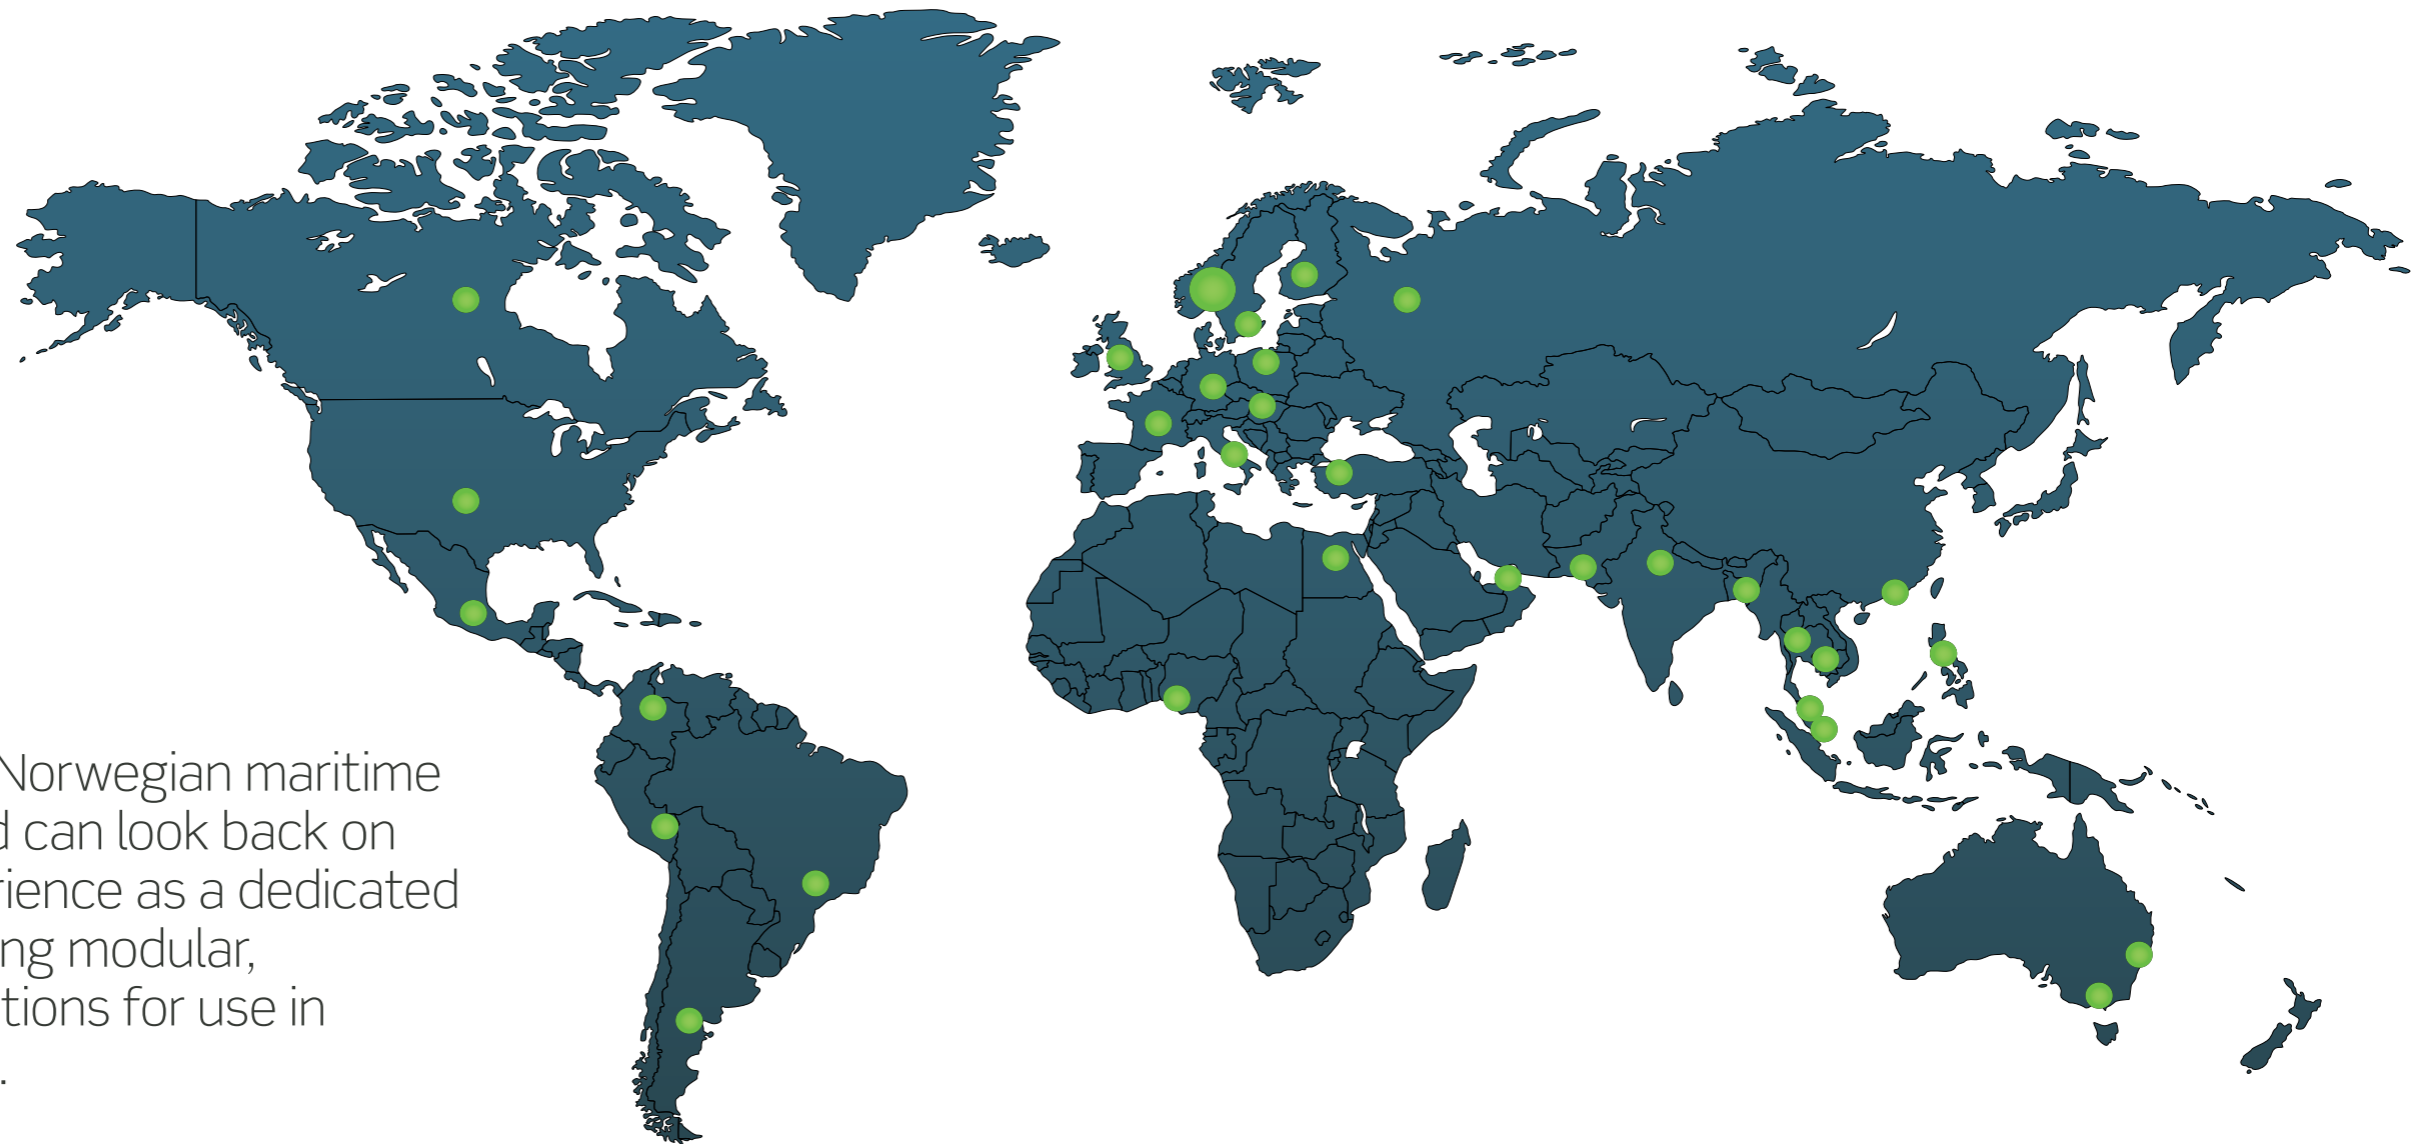 Norwegian maritime
d can look back on
rience as a dedicated
ng modular,
tions for use in
.